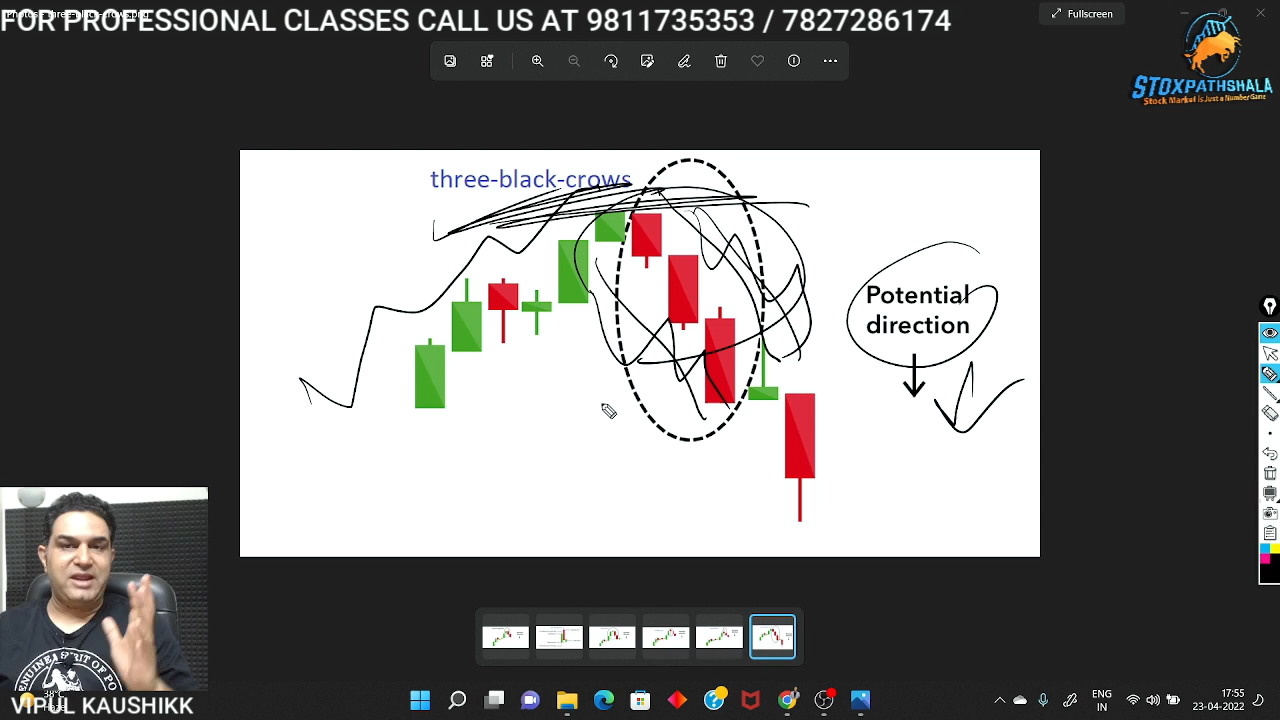 FOR PROFESSIONAL CLASSES CALL US AT 9811735353 / 7827286174
Fullscreen
STOXPATHSHALA
Stock Market is Just a Number Game
three-black-crows
Potential
direction
VIPUL KAUSHIKK
ENG
IN
17:55
23-04-2022